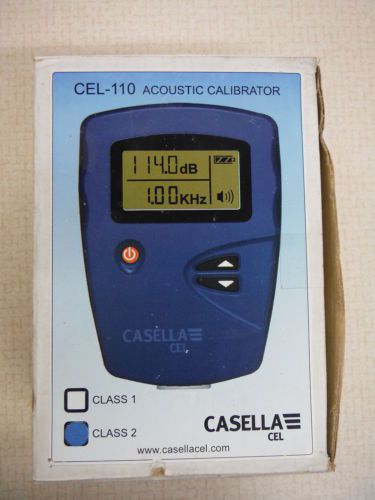 CEL-110 ACOUSTIC CALIBRATOR
114.0dB
1.00KHz
CASELLA
CEL
CLASS 1
CLASS 2
CASELLA
CEL
www.casellacel.com